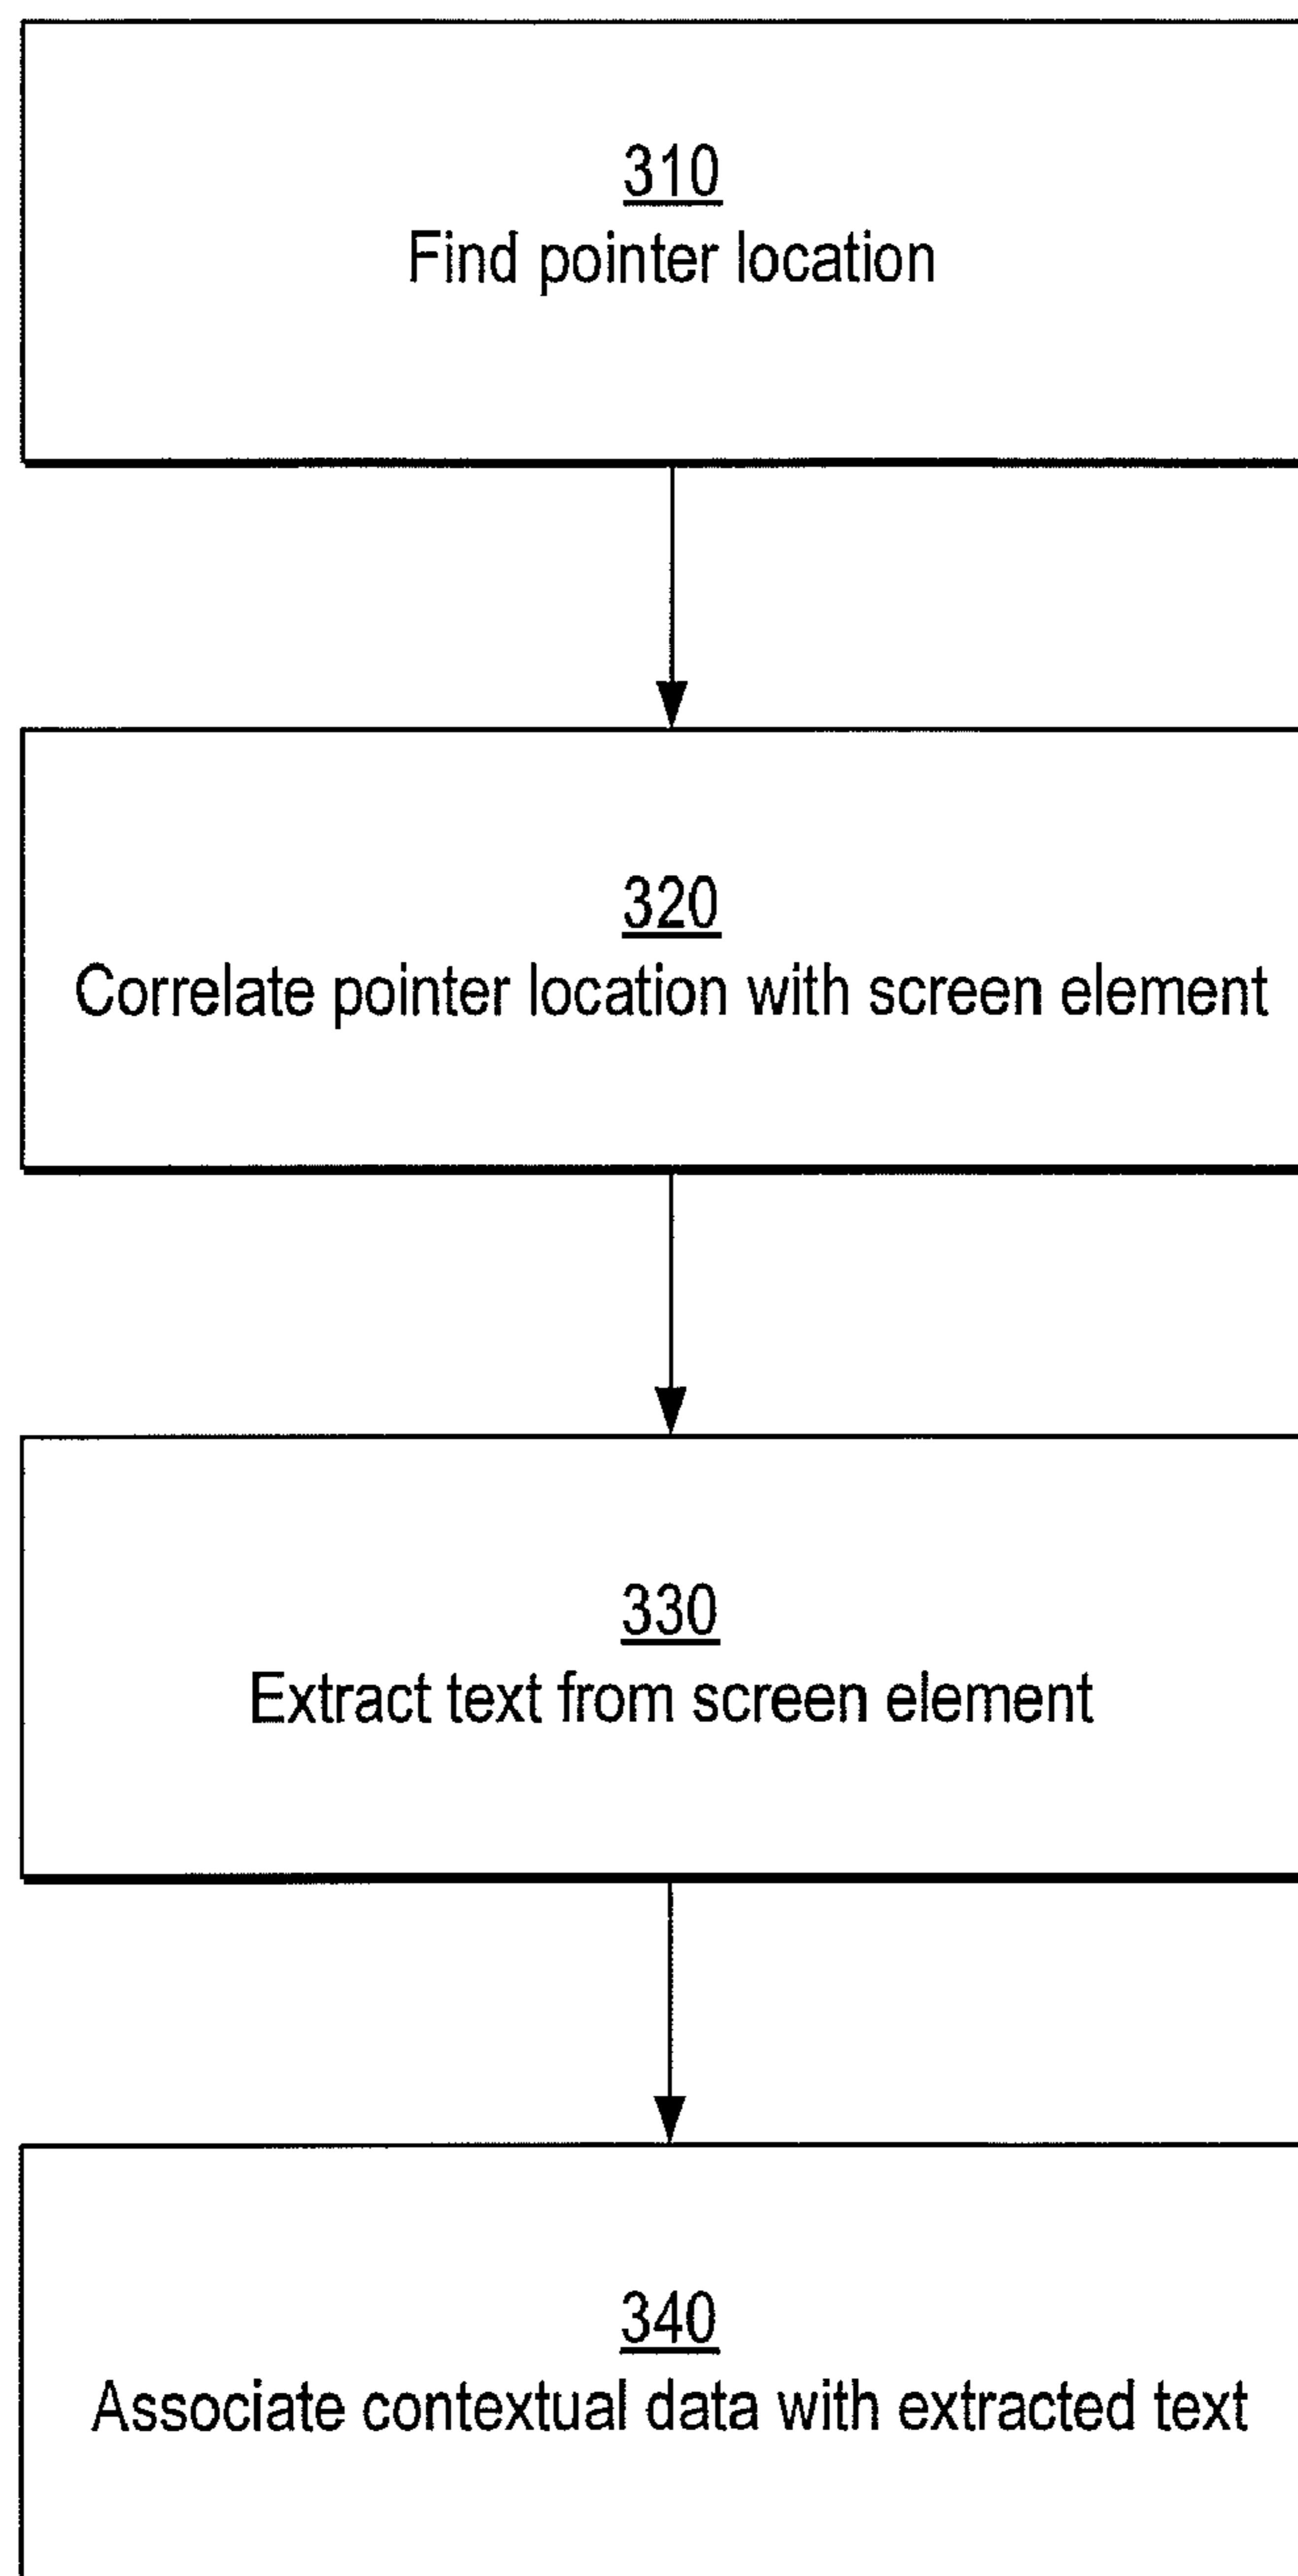 310
Find pointer location
320
Correlate pointer location with screen element
330
Extract text from screen element
340
Associate contextual data with extracted text